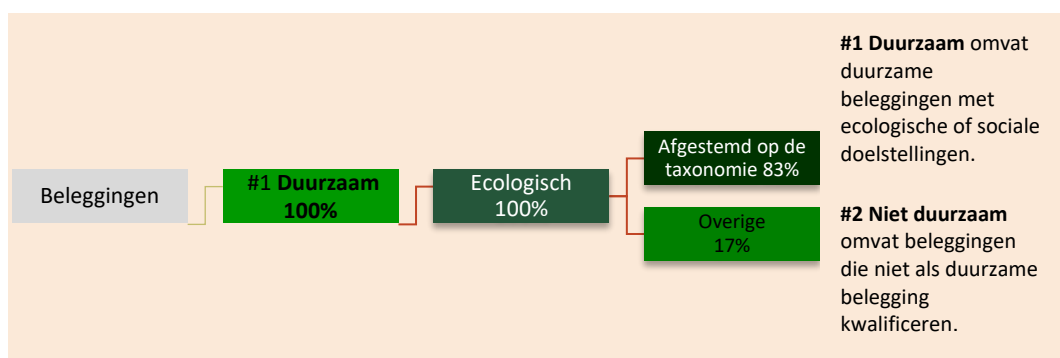 Beleggingen
#1 Duurzaam
100%
Ecologisch
100%
Afgestemd op de
taxonomie 83%
Overige
17%
#1 Duurzaam omvat
duurzame
beleggingen met
ecologische of sociale
doelstellingen.
#2 Niet duurzaam
omvat beleggingen
die niet als duurzame
belegging
kwalificeren.